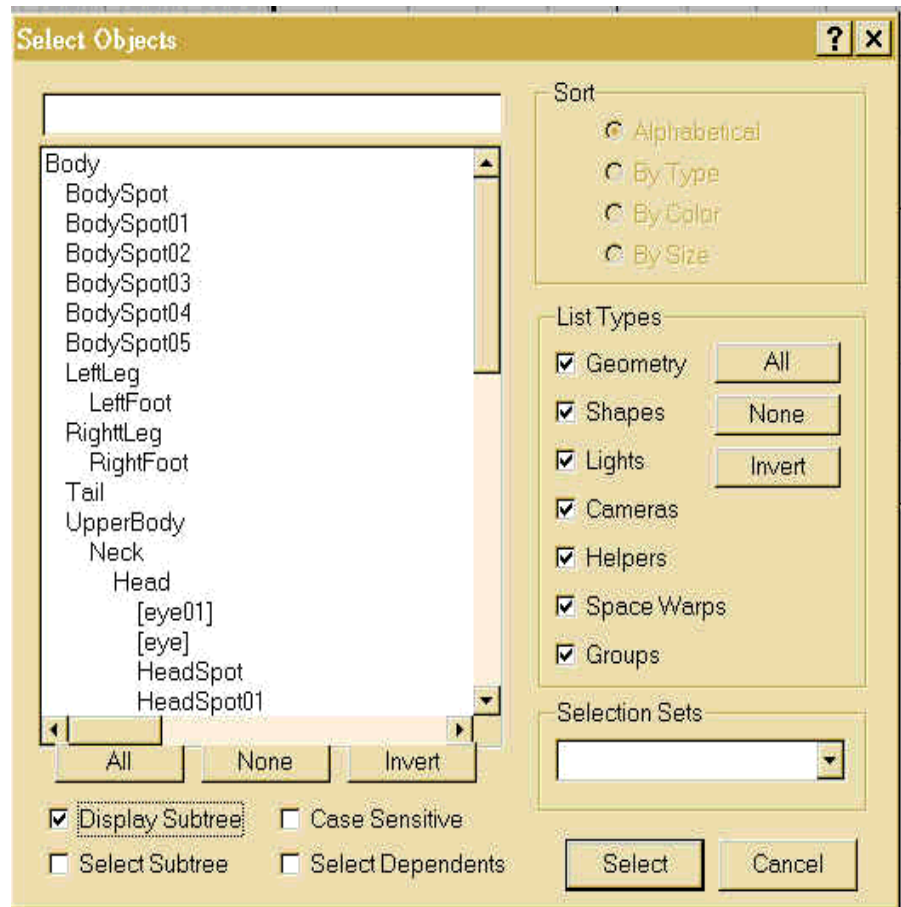 Select Objects
Body
BodySpot
BodySpot01
BodySpot02
BodySpot03
BodySpot04
BodySpot05
LeftLeg
LeftFoot
RighttLeg
RightFoot
Tail
UpperBody
Neck
Head
[eye01]
[eye]
HeadSpot
HeadSpot01
All None Invert
Display Subtree Case Sensitive
Select Subtree Select Dependents
Sort
Alphabetical
By Type
By Color
By Size
List Types
Geometry All
Shapes None
Lights Invert
Cameras
Helpers
Space Warps
Groups
Selection Sets
Select Cancel